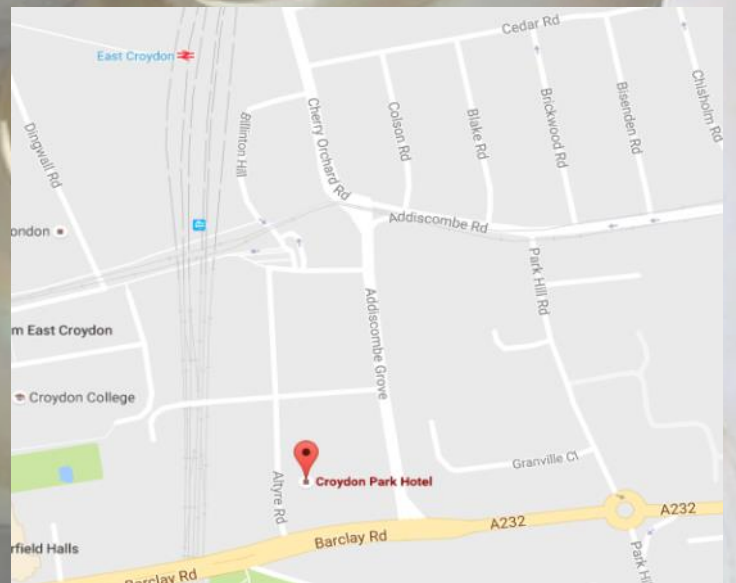 Cedar Rd
East Croydon
Chisholm Rd
Bisenden Rd
Brickwood Rd
Blake Rd
Colson Rd
Cherry Orchard Rd
Billinton Hill
Dingwall Rd
Addiscombe Rd
ondon
Park Hill Rd
Addiscombe Grove
m East Croydon
Croydon College
Granville Cl
Croydon Park Hotel
Altyre Rd
A232
A232
Barclay Rd
rfield Halls
Barclay Rd
Park Hi